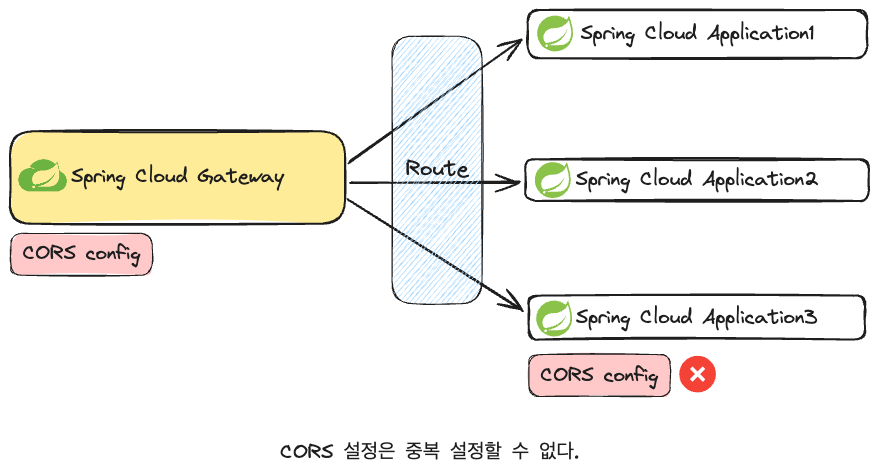 Spring Cloud Application1
Route
Spring Cloud Gateway
Spring Cloud Application2
CORS config
Spring Cloud Application3
CORS config
CORS 설정은 중복 설정할 수 없다.